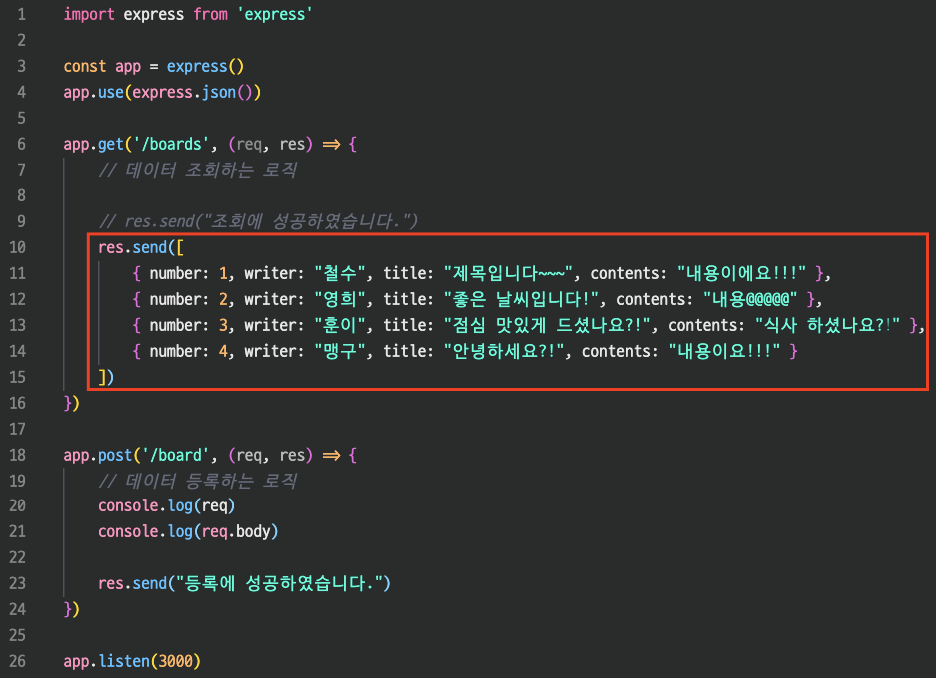 1 import express from 'express'
2
3 const app = express()
4 app.use(express.json())
5
6 app.get('/boards', (req, res) => {
7 // 데이터 조회하는 로직
8
9 // res.send("조회에 성공하였습니다.")
10 res.send([
11 { number: 1, writer: "철수", title: "제목입니다~~~", contents: "내용이에요!!!" },
12 { number: 2, writer: "영희", title: "좋은 날씨입니다!", contents: "내용@@@@@" },
13 { number: 3, writer: "훈이", title: "점심 맛있게 드셨나요?!", contents: "식사 하셨나요?!" },
14 { number: 4, writer: "맹구", title: "안녕하세요?!", contents: "내용이요!!!" }
15 ])
16 })
17
18 app.post('/board', (req, res) => {
19 // 데이터 등록하는 로직
20 console.log(req)
21 console.log(req.body)
22
23 res.send("등록에 성공하였습니다.")
24 })
25
26 app.listen(3000)